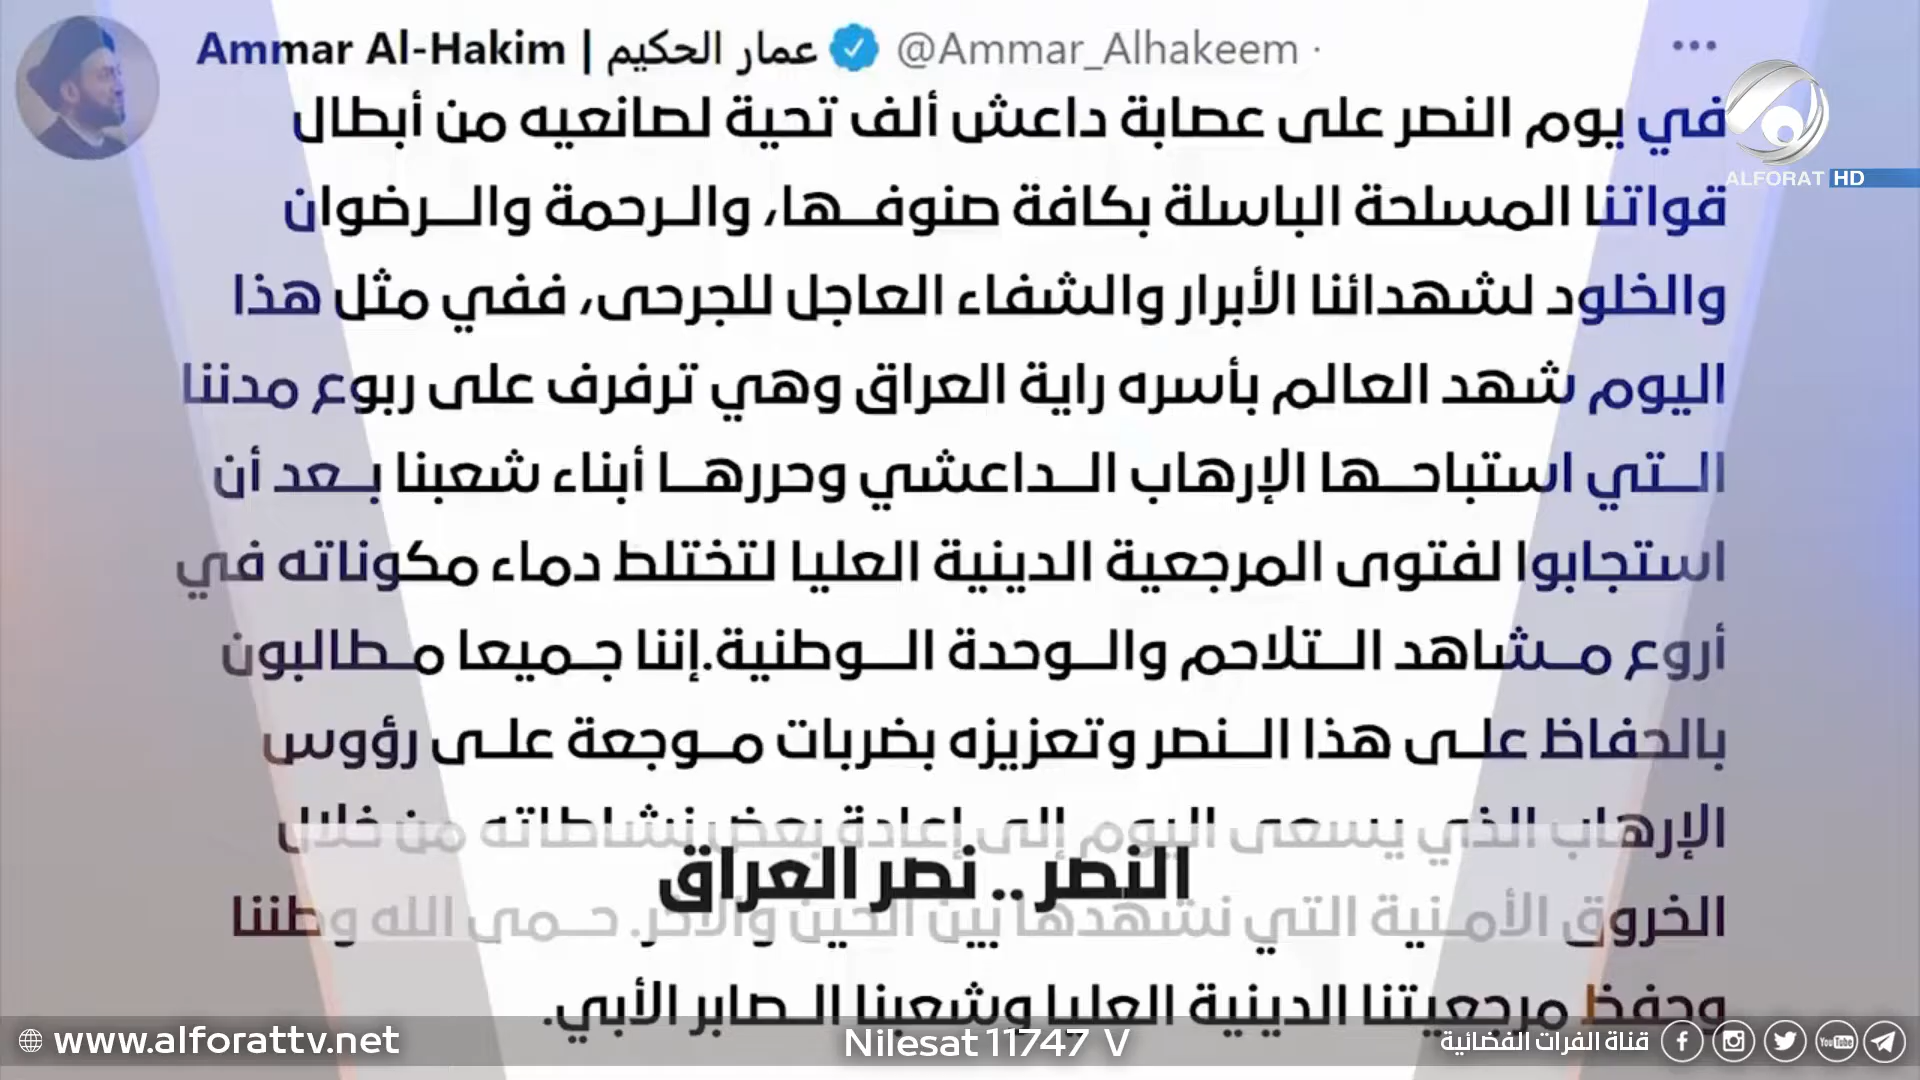 Ammar Al-Hakim | عمار الحكيم @Ammar_Alhakeem · •••
في يوم النصر على عصابة داعش ألف تحية لصانعيه من أبطال
ALFORAT HD
قواتنا المسلحة الباسلة بكافة صنوفها، والرحمة والرضوان
والخلود لشهدائنا الأبرار والشفاء العاجل للجرحى، ففي مثل هذا
اليوم شهد العالم بأسره راية العراق وهي ترفرف على ربوع مدننا
التي استباحها الإرهاب الداعشي وحررها أبناء شعبنا بعد أن
استجابوا لفتوى المرجعية الدينية العليا لتختلط دماء مكوناته في
أروع مشاهد التلاحم والوحدة الوطنية.إننا جميعا مطالبون
بالحفاظ على هذا النصر وتعزيزه بضربات موجعة على رؤوس
الإرهاب الذي يسعى اليوم إلى إعادة بعض نشاطاته من خلال
النصر .. نصر العراق
الخروق الأمنية التي نشهدها بين الحين والآخر. حمى الله وطننا
وحفظ مرجعيتنا الدينية العليا وشعبنا الصابر الأبي.
www.alforattv.net
Nilesat 11747 V
قناة الفرات الفضائية
YouTube